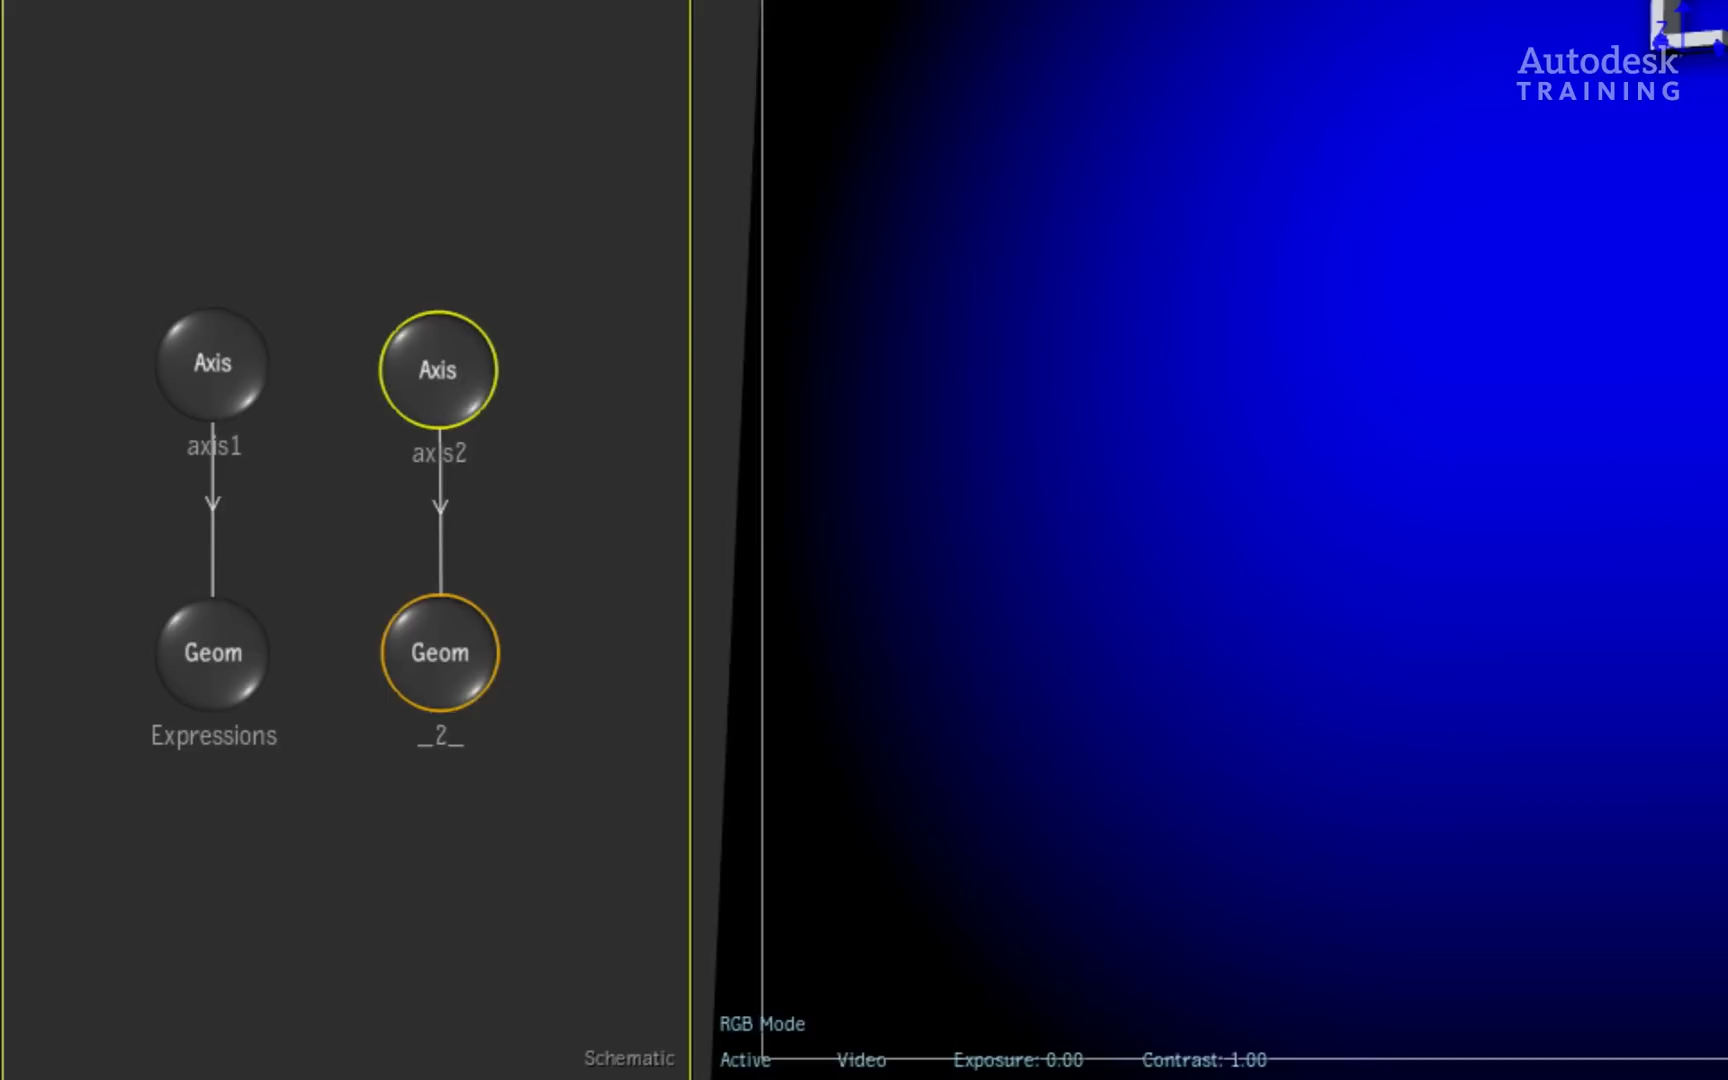 Autodesk
TRAINING
Axis
axis1
Axis
axis2
Geom
Expressions
Geom
_2_
Schematic
RGB Mode
Active Video Exposure: 0.00 Contrast: 1.00